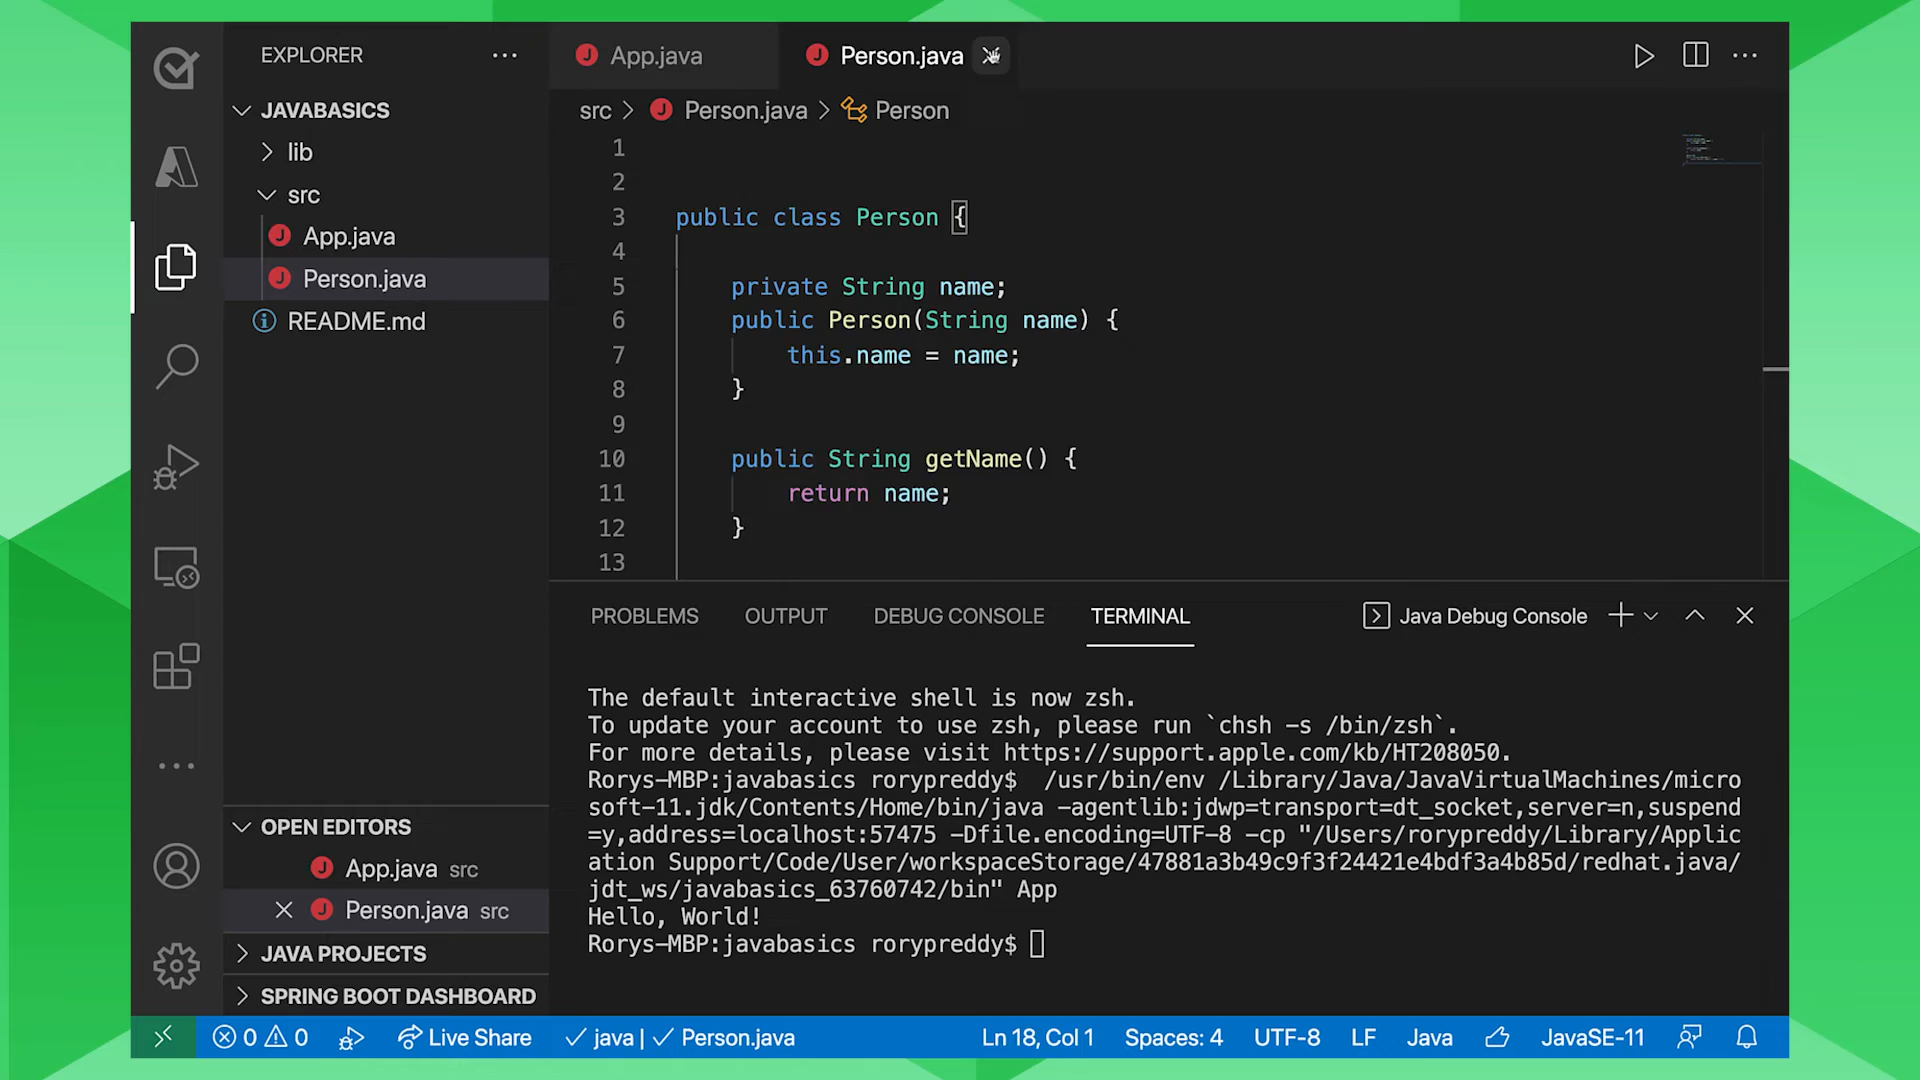 EXPLORER
JAVABASICS
lib
src
App.java
Person.java
README.md
OPEN EDITORS
App.java src
Person.java src
JAVA PROJECTS
SPRING BOOT DASHBOARD
App.java
Person.java
src > Person.java > Person
1
2
3 public class Person {
4
5 private String name;
6 public Person(String name) {
7 this.name = name;
8 }
9
10 public String getName() {
11 return name;
12 }
13
PROBLEMS OUTPUT DEBUG CONSOLE TERMINAL Java Debug Console
The default interactive shell is now zsh.
To update your account to use zsh, please run `chsh -s /bin/zsh`.
For more details, please visit https://support.apple.com/kb/HT208050.
Rorys-MBP:javabasics rorypreddy$ /usr/bin/env /Library/Java/JavaVirtualMachines/micro
soft-11.jdk/Contents/Home/bin/java -agentlib:jdwp=transport=dt_socket,server=n,suspend
=y,address=localhost:57475 -Dfile.encoding=UTF-8 -cp "/Users/rorypreddy/Library/Applic
ation Support/Code/User/workspaceStorage/47881a3b49c9f3f24421e4bdf3a4b85d/redhat.java/
jdt_ws/javabasics_63760742/bin" App
Hello, World!
Rorys-MBP:javabasics rorypreddy$
0 0 Live Share java | Person.java Ln 18, Col 1 Spaces: 4 UTF-8 LF Java JavaSE-11